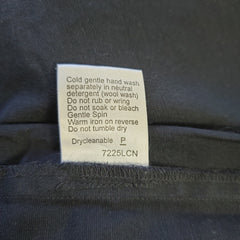 Cold gentle hand wash
separately in neutral
detergent (wool wash)
Do not rub or wring
Do not soak or bleach
Gentle Spin
Warm iron on reverse
Do not tumble dry
Drycleanable P
7225LCN